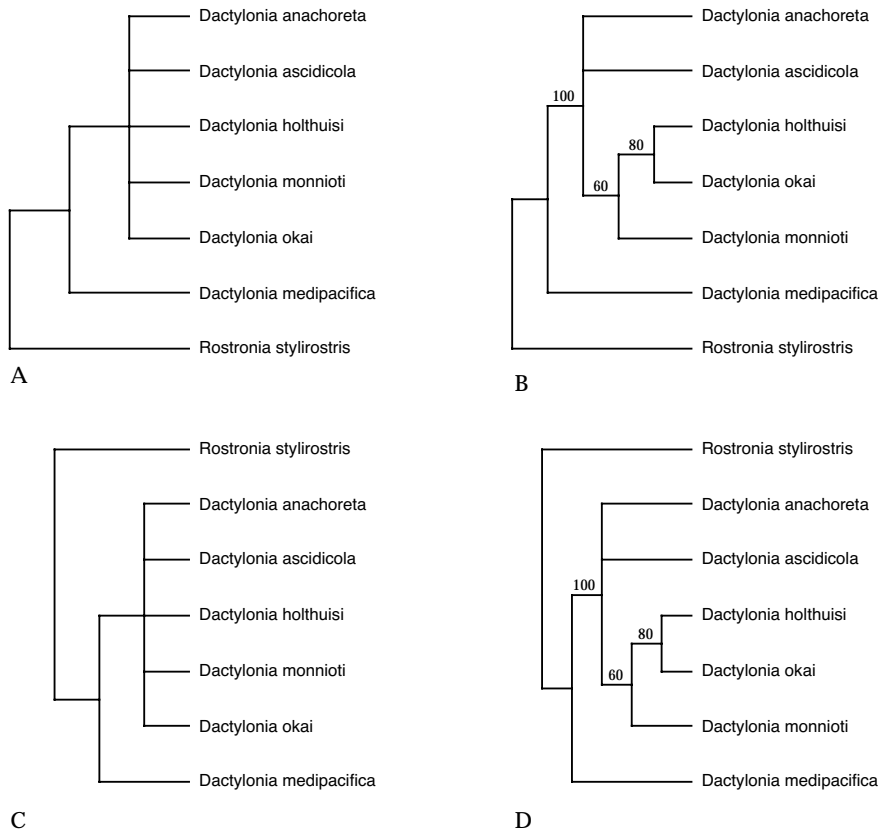 Dactylonia anachoreta
Dactylonia ascidicola
Dactylonia holthuisi
Dactylonia monnioti
Dactylonia okai
Dactylonia medipacifica
Rostronia stylirostris
A
Dactylonia anachoreta
Dactylonia ascidicola
100
Dactylonia holthuisi
80
Dactylonia okai
60
Dactylonia monnioti
Dactylonia medipacifica
Rostronia stylirostris
B
Rostronia stylirostris
Dactylonia anachoreta
Dactylonia ascidicola
Dactylonia holthuisi
Dactylonia monnioti
Dactylonia okai
Dactylonia medipacifica
C
Rostronia stylirostris
Dactylonia anachoreta
Dactylonia ascidicola
100
Dactylonia holthuisi
80
Dactylonia okai
60
Dactylonia monnioti
Dactylonia medipacifica
D